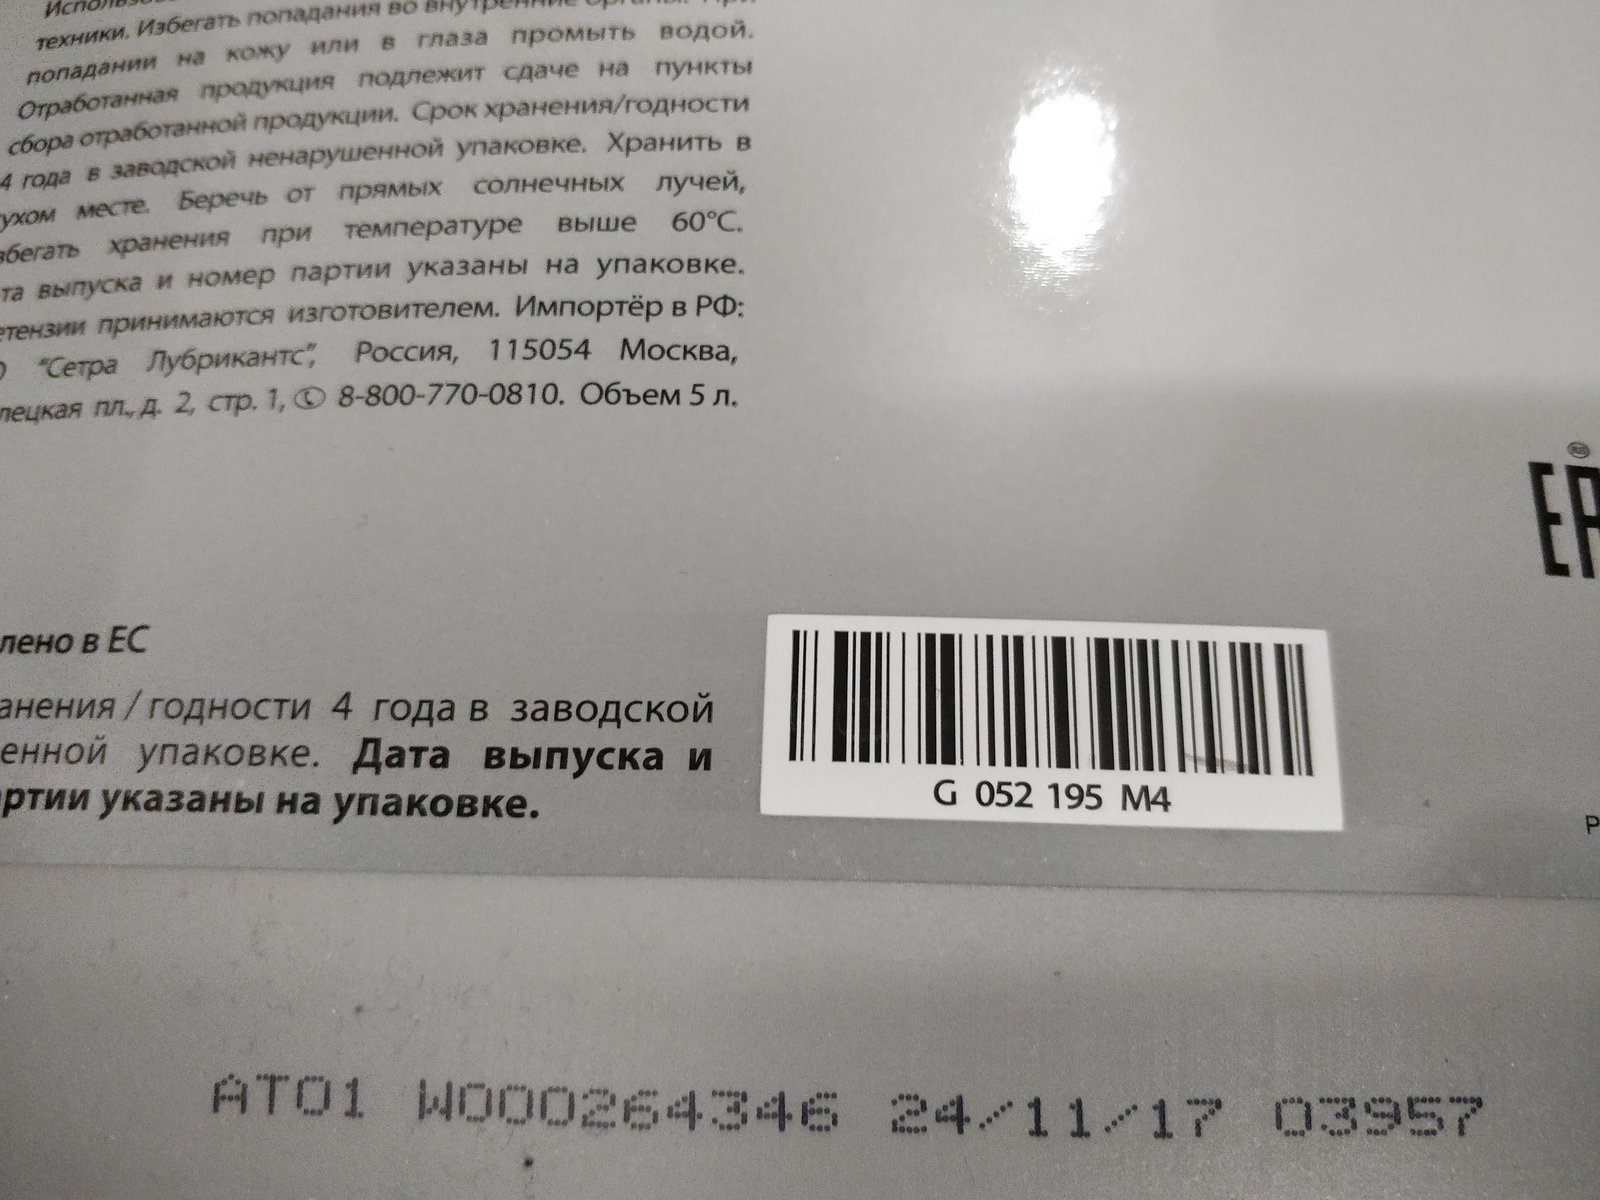 техники. Избегать попадания во внутренние органы. При
попадании на кожу или в глаза промыть водой.
Отработанная продукция подлежит сдаче на пункты
сбора отработанной продукции. Срок хранения/годности
4 года в заводской ненарушенной упаковке. Хранить в
ухом месте. Беречь от прямых солнечных лучей,
збегать хранения при температуре выше 60°С.
та выпуска и номер партии указаны на упаковке.
етензии принимаются изготовителем. Импортёр в РФ:
О "Сетра Лубрикантс", Россия, 115054 Москва,
лецкая пл., д. 2, стр. 1, 8-800-770-0810. Объем 5 л.
лено в ЕС
анения / годности 4 года в заводской
енной упаковке. Дата выпуска и
артии указаны на упаковке.
G 052 195 M4
AT01 W000264346 24/11/17 03957